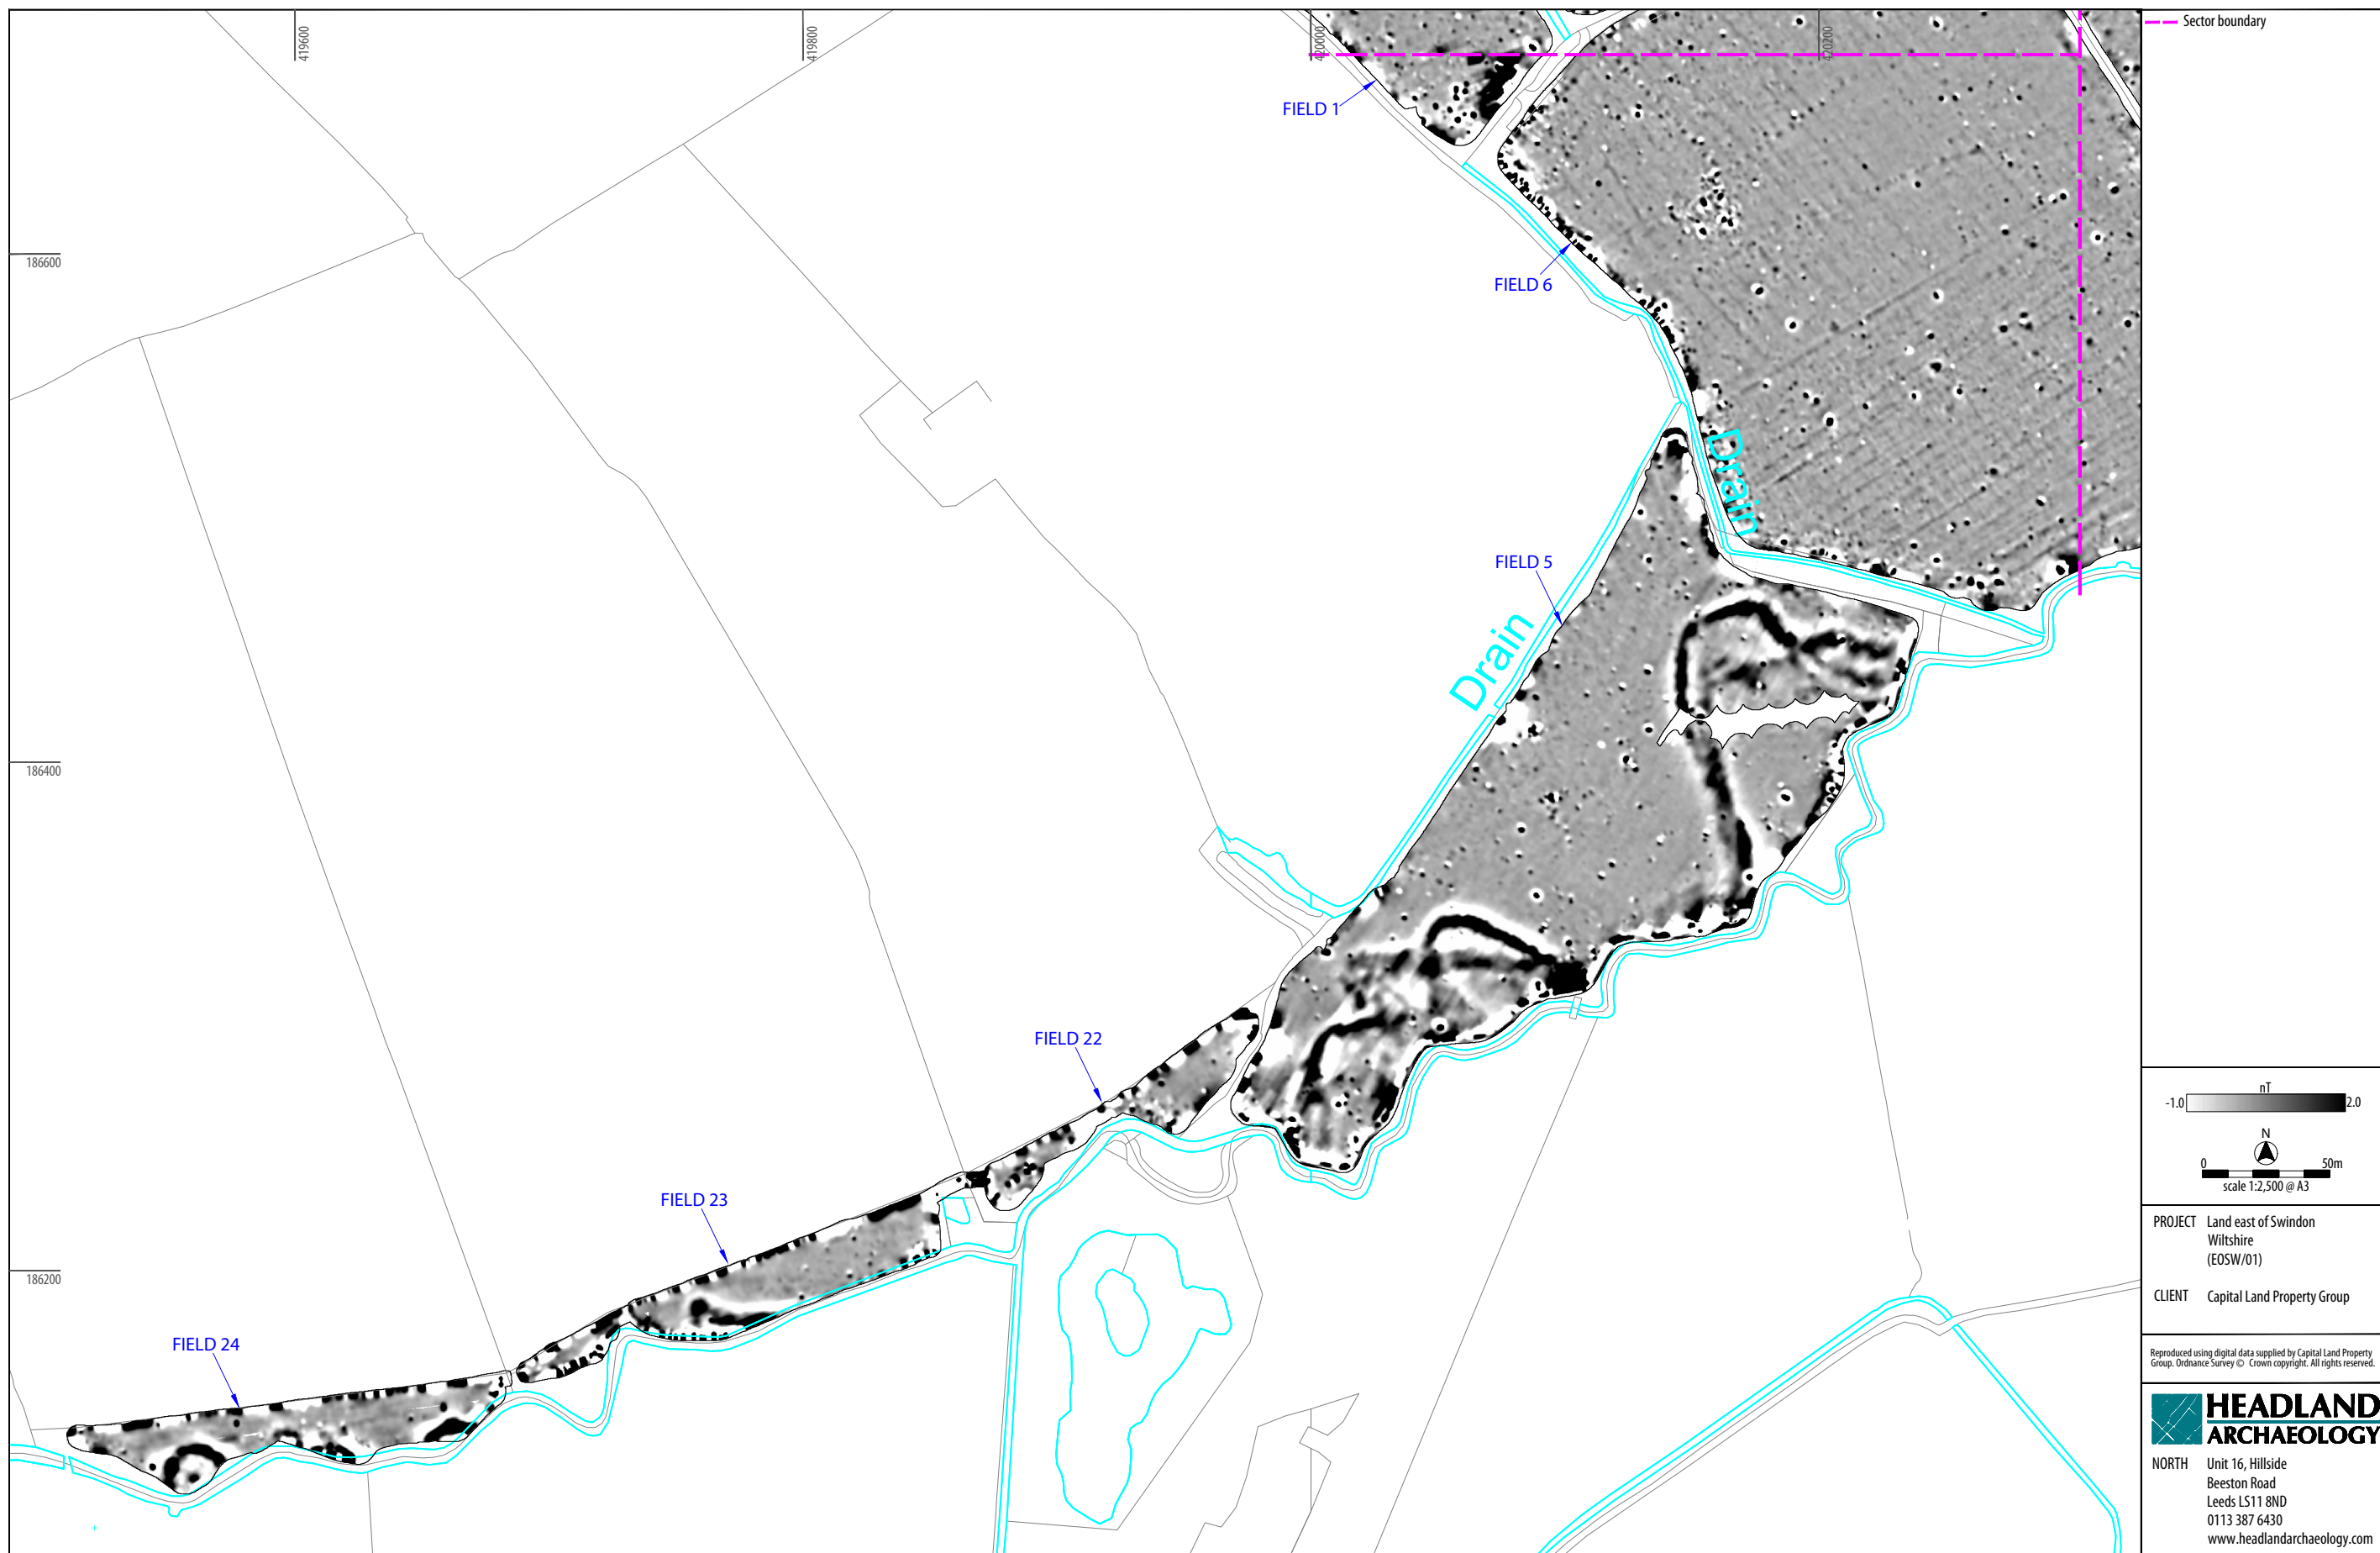 419600
419800
420000
420200
Sector boundary
FIELD 1
186600
FIELD 6
Drain
FIELD 5
Drain
186400
FIELD 22
nT
-1.0
2.0
N
0
50m
scale 1:2,500 @ A3
FIELD 23
PROJECT Land east of Swindon
Wiltshire
(EOSW/01)
186200
CLIENT Capital Land Property Group
FIELD 24
Reproduced using digital data supplied by Capital Land Property
Group. Ordnance Survey © Crown copyright. All rights reserved.
HEADLAND
ARCHAEOLOGY
NORTH Unit 16, Hillside
Beeston Road
Leeds LS11 8ND
0113 387 6430
www.headlandarchaeology.com